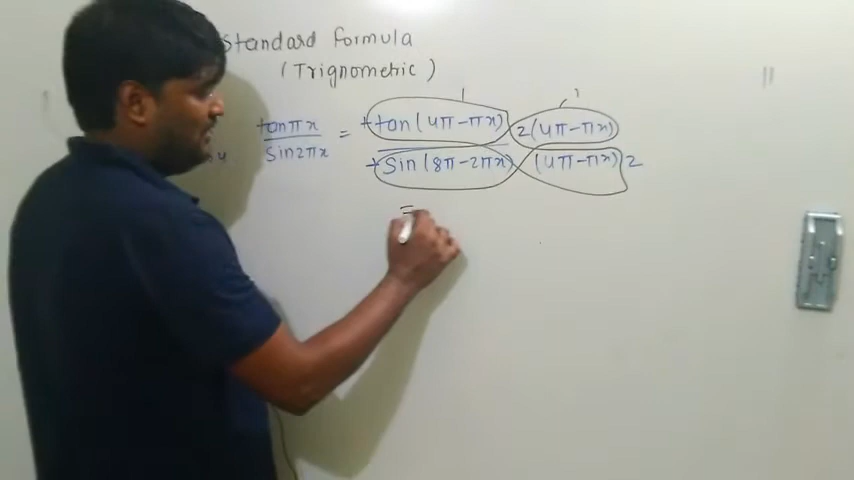 Standard formula
(Trignometric)
tanπx / sin2πx = +tan(4π-πx) 2(4π-πx) / +sin(8π-2πx) (4π-πx) 2
=